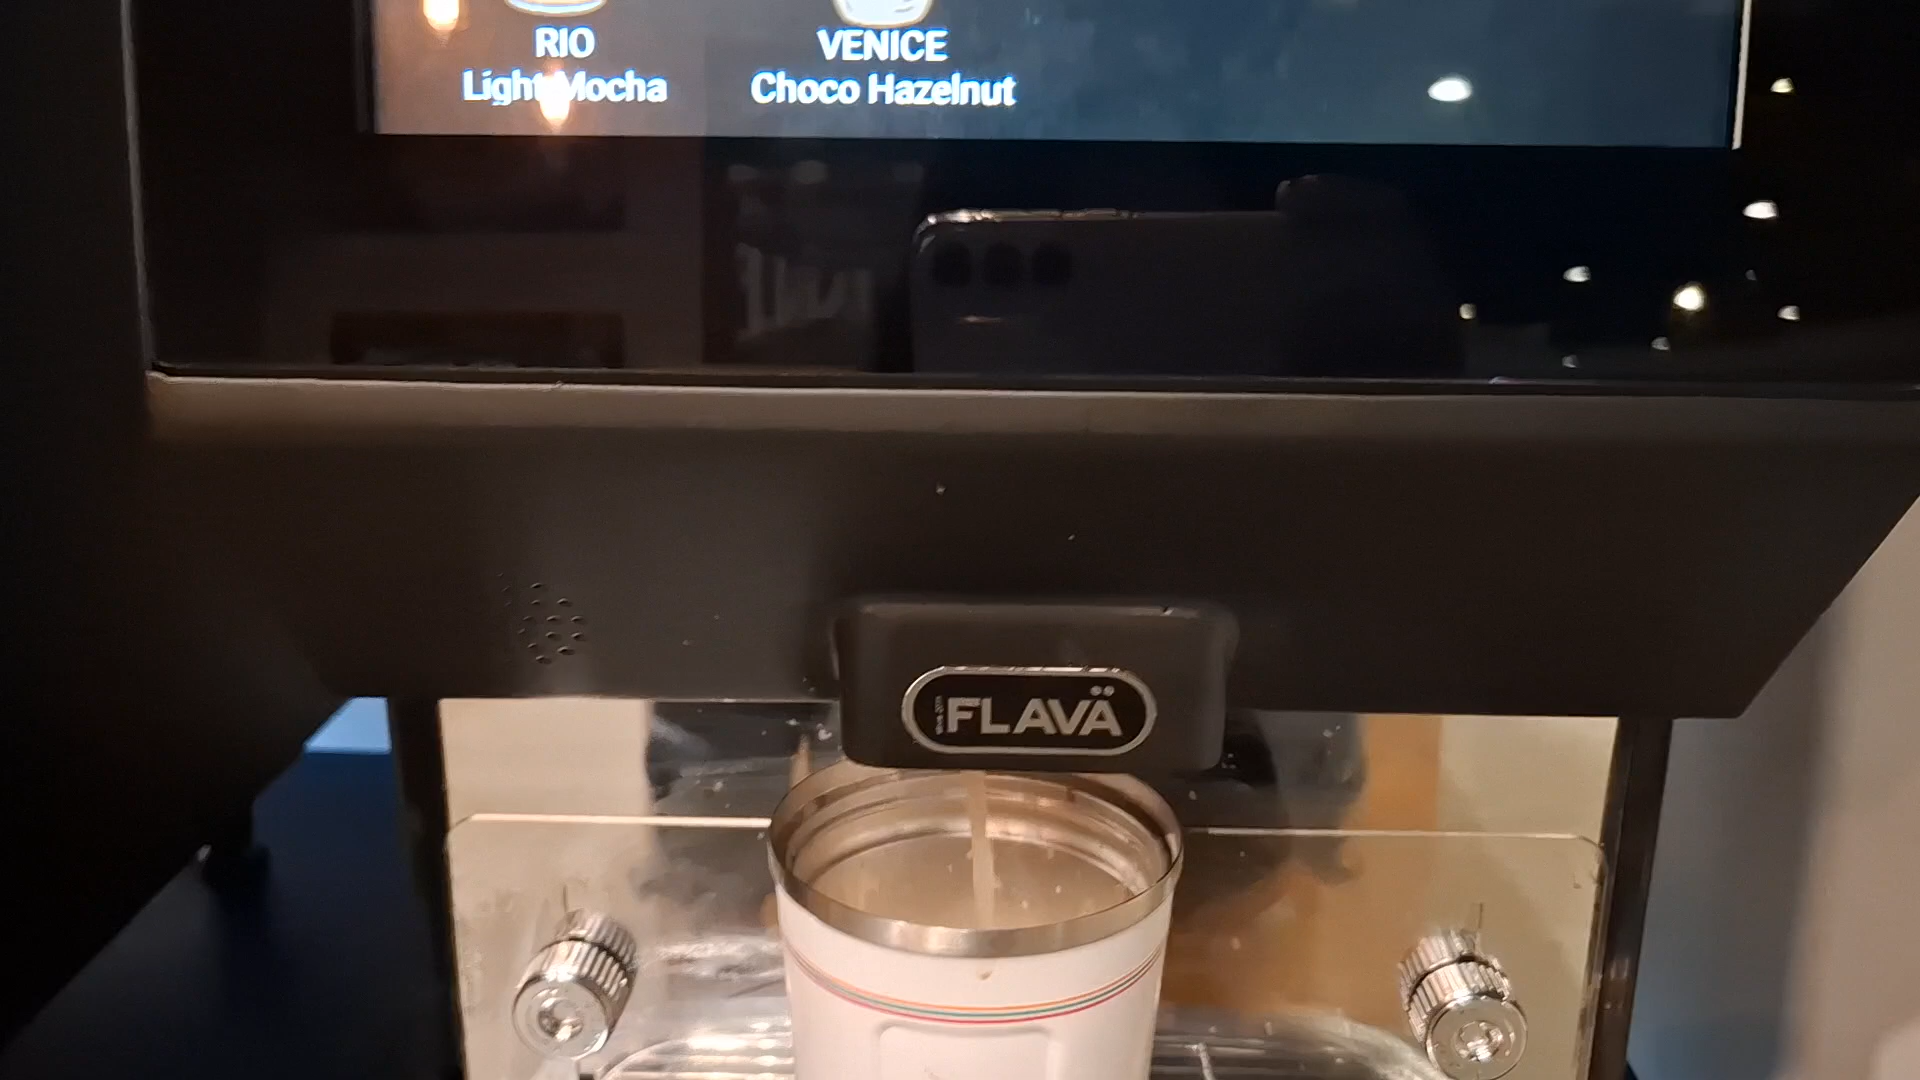 RIO
Light Mocha
VENICE
Choco Hazelnut
FLAVÄ